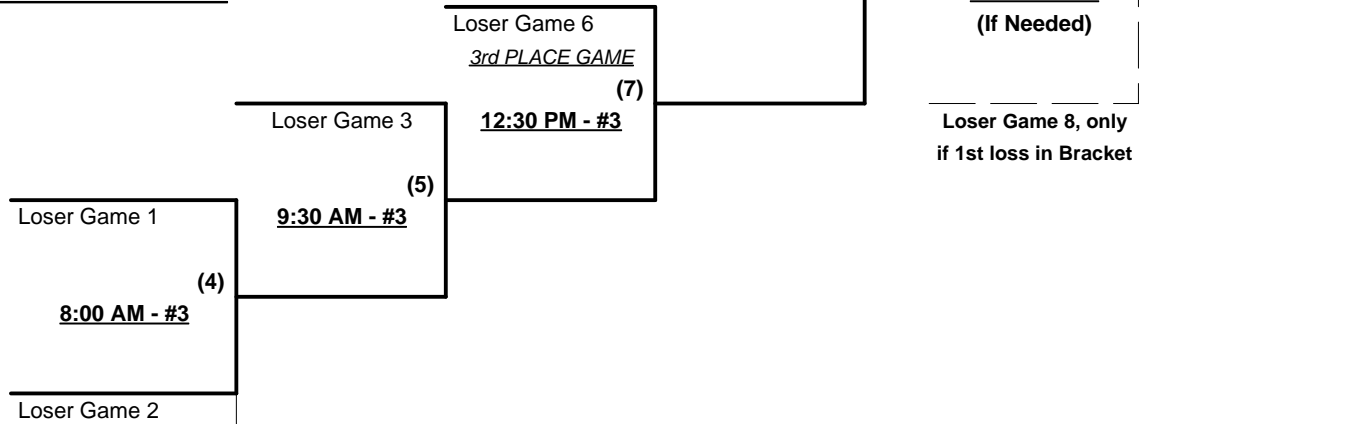 Loser Game 6
(If Needed)
3rd PLACE GAME
(7)
Loser Game 3
12:30 PM - #3
Loser Game 8, only
if 1st loss in Bracket
(5)
Loser Game 1
9:30 AM - #3
(4)
8:00 AM - #3
Loser Game 2